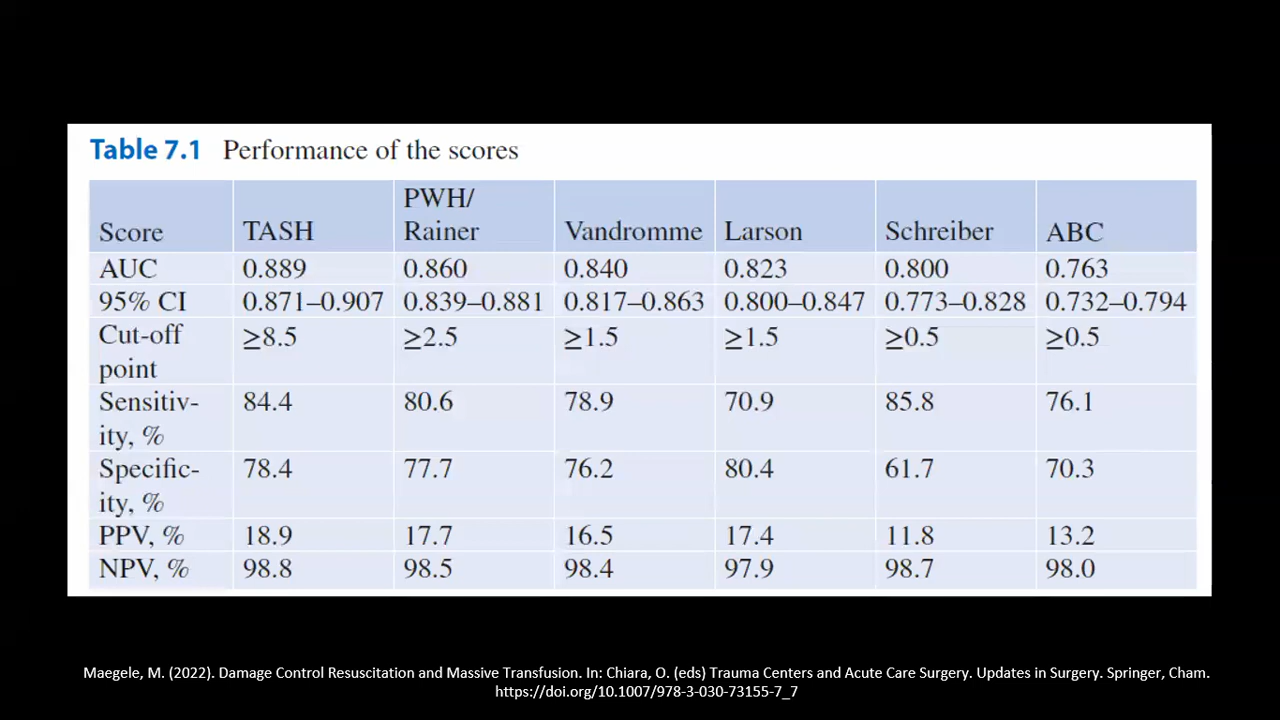 Table 7.1 Performance of the scores
Score TASH PWH/ Rainer Vandromme Larson Schreiber ABC
AUC 0.889 0.860 0.840 0.823 0.800 0.763
95% CI 0.871–0.907 0.839–0.881 0.817–0.863 0.800–0.847 0.773–0.828 0.732–0.794
Cut-off point ≥8.5 ≥2.5 ≥1.5 ≥1.5 ≥0.5 ≥0.5
Sensitiv-ity, % 84.4 80.6 78.9 70.9 85.8 76.1
Specific-ity, % 78.4 77.7 76.2 80.4 61.7 70.3
PPV, % 18.9 17.7 16.5 17.4 11.8 13.2
NPV, % 98.8 98.5 98.4 97.9 98.7 98.0
Maegele, M. (2022). Damage Control Resuscitation and Massive Transfusion. In: Chiara, O. (eds) Trauma Centers and Acute Care Surgery. Updates in Surgery. Springer, Cham.
https://doi.org/10.1007/978-3-030-73155-7_7